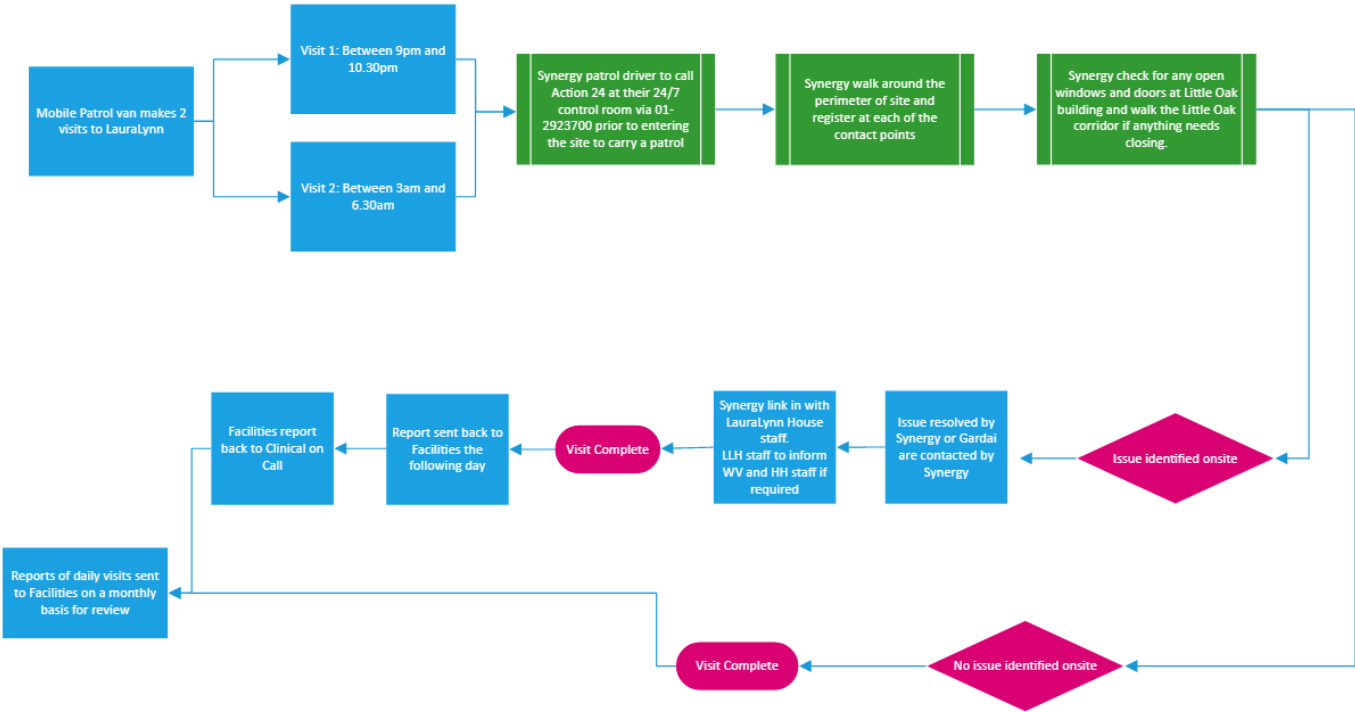 Mobile Patrol van makes 2
visits to LauraLynn
Visit 1: Between 9pm and
10.30pm
Visit 2: Between 3am and
6.30am
Synergy patrol driver to call
Action 24 at their 24/7
control room via 01-
2923700 prior to entering
the site to carry a patrol
Synergy walk around the
perimeter of site and
register at each of the
contact points
Synergy check for any open
windows and doors at Little Oak
building and walk the Little Oak
corridor if anything needs
closing.
Issue identified onsite
Issue resolved by
Synergy or Gardai
are contacted by
Synergy
Synergy link in with
LauraLynn House
staff.
LLH staff to inform
WV and HH staff if
required
Visit Complete
Report sent back to
Facilities the
following day
Facilities report
back to Clinical on
Call
Reports of daily visits sent
to Facilities on a monthly
basis for review
No issue identified onsite
Visit Complete